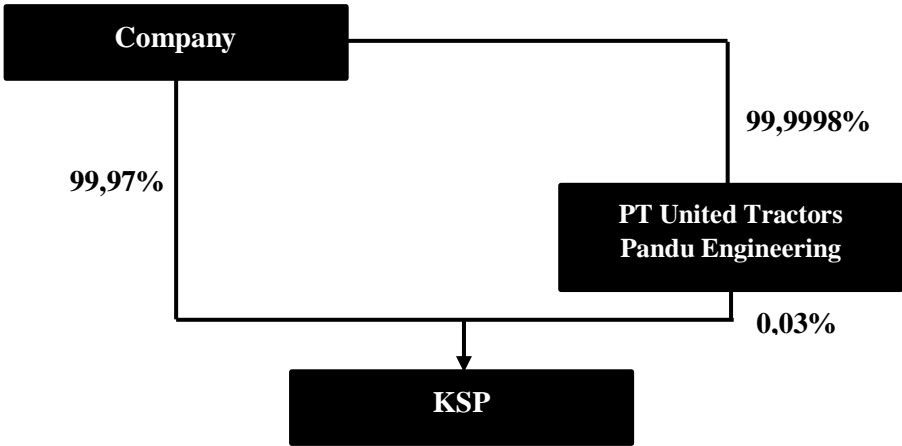 Company
99,9998%
99,97%
PT United Tractors
Pandu Engineering
0,03%
KSP